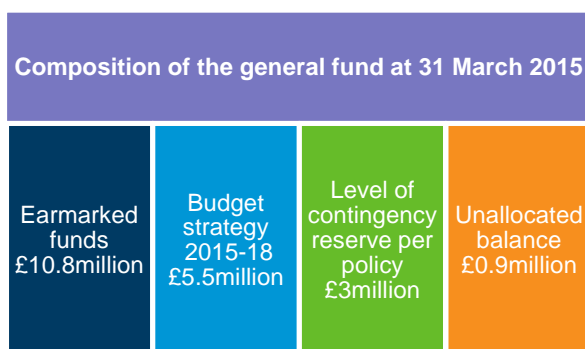 Composition of the general fund at 31 March 2015
Earmarked
funds
£10.8million
Budget
strategy
2015-18
£5.5million
Level of
contingency
reserve per
policy
£3million
Unallocated
balance
£0.9million